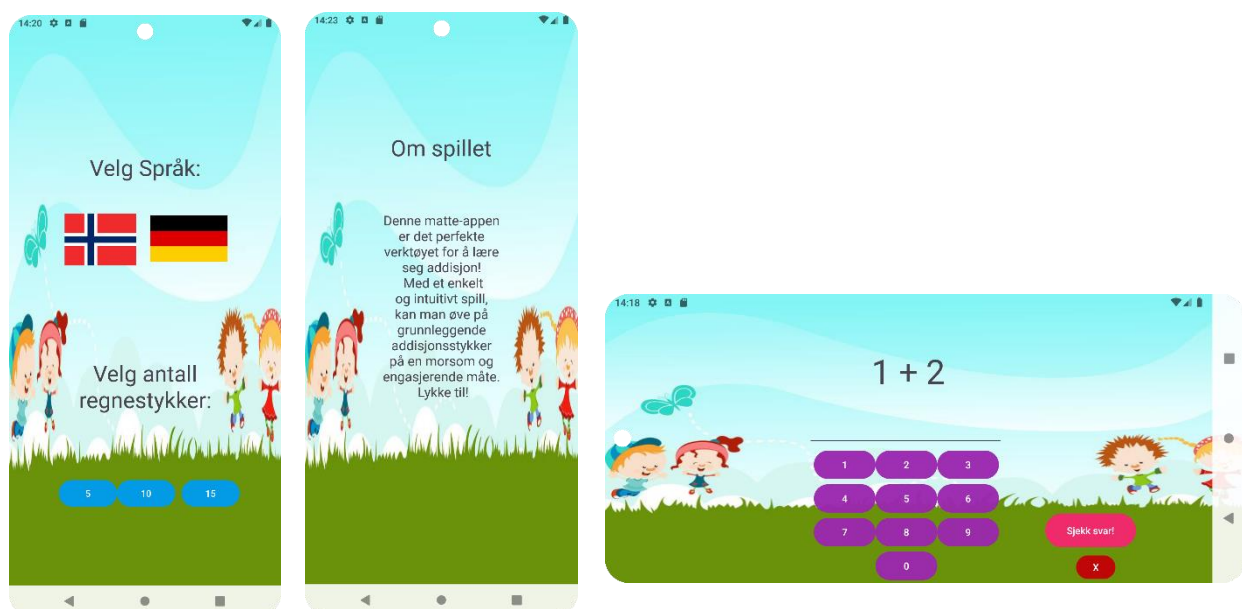 14:20
Velg Språk:
Velg antall
regnestykker:
5 10 15
14:23
Om spillet
Denne matte-appen
er det perfekte
verktøyet for å lære
seg addisjon!
Med et enkelt
og intuitivt spill,
kan man øve på
grunnleggende
addisjonsstykker
på en morsom og
engasjerende måte.
Lykke til!
14:18
1 + 2
1 2 3
4 5 6
7 8 9
0
Sjekk svar!
X